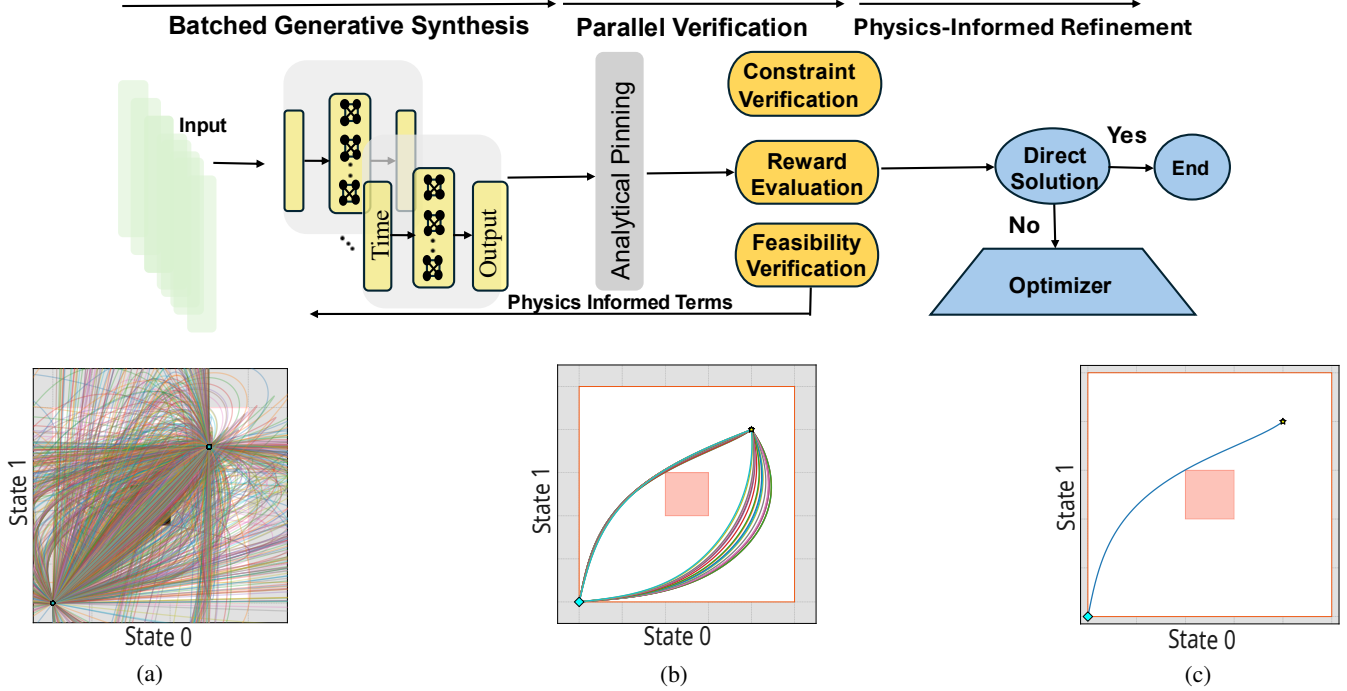 Batched Generative Synthesis
Parallel Verification
Physics-Informed Refinement
Input
Time
Output
Analytical Pinning
Constraint
Verification
Reward
Evaluation
Feasibility
Verification
Physics Informed Terms
Direct
Solution
Yes
End
No
Optimizer
State 1
State 0
(a)
State 1
State 0
(b)
State 1
State 0
(c)